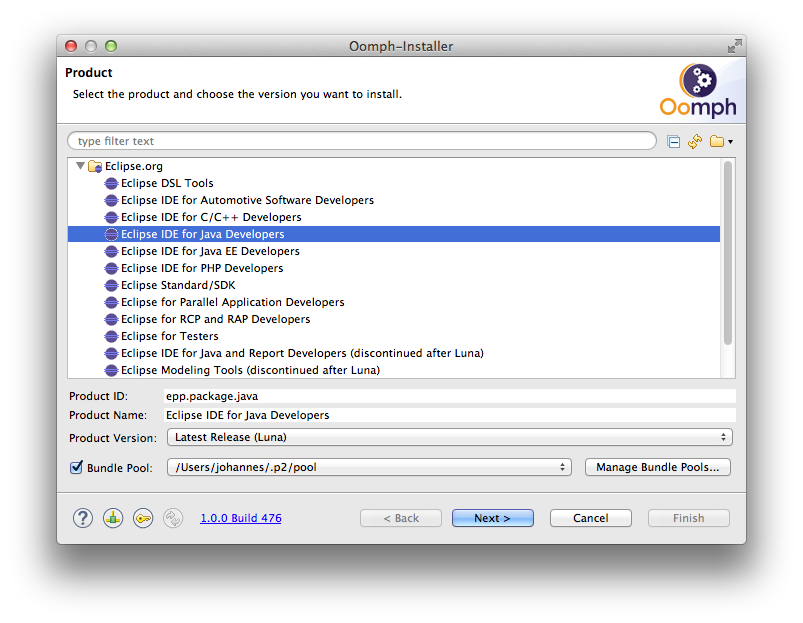 Oomph-Installer
Product
Select the product and choose the version you want to install.
Oomph
type filter text
Eclipse.org
Eclipse DSL Tools
Eclipse IDE for Automotive Software Developers
Eclipse IDE for C/C++ Developers
Eclipse IDE for Java Developers
Eclipse IDE for Java EE Developers
Eclipse IDE for PHP Developers
Eclipse Standard/SDK
Eclipse for Parallel Application Developers
Eclipse for RCP and RAP Developers
Eclipse for Testers
Eclipse IDE for Java and Report Developers (discontinued after Luna)
Eclipse Modeling Tools (discontinued after Luna)
Product ID: epp.package.java
Product Name: Eclipse IDE for Java Developers
Product Version: Latest Release (Luna)
Bundle Pool: /Users/johannes/.p2/pool Manage Bundle Pools...
? 1.0.0 Build 476 < Back Next > Cancel Finish